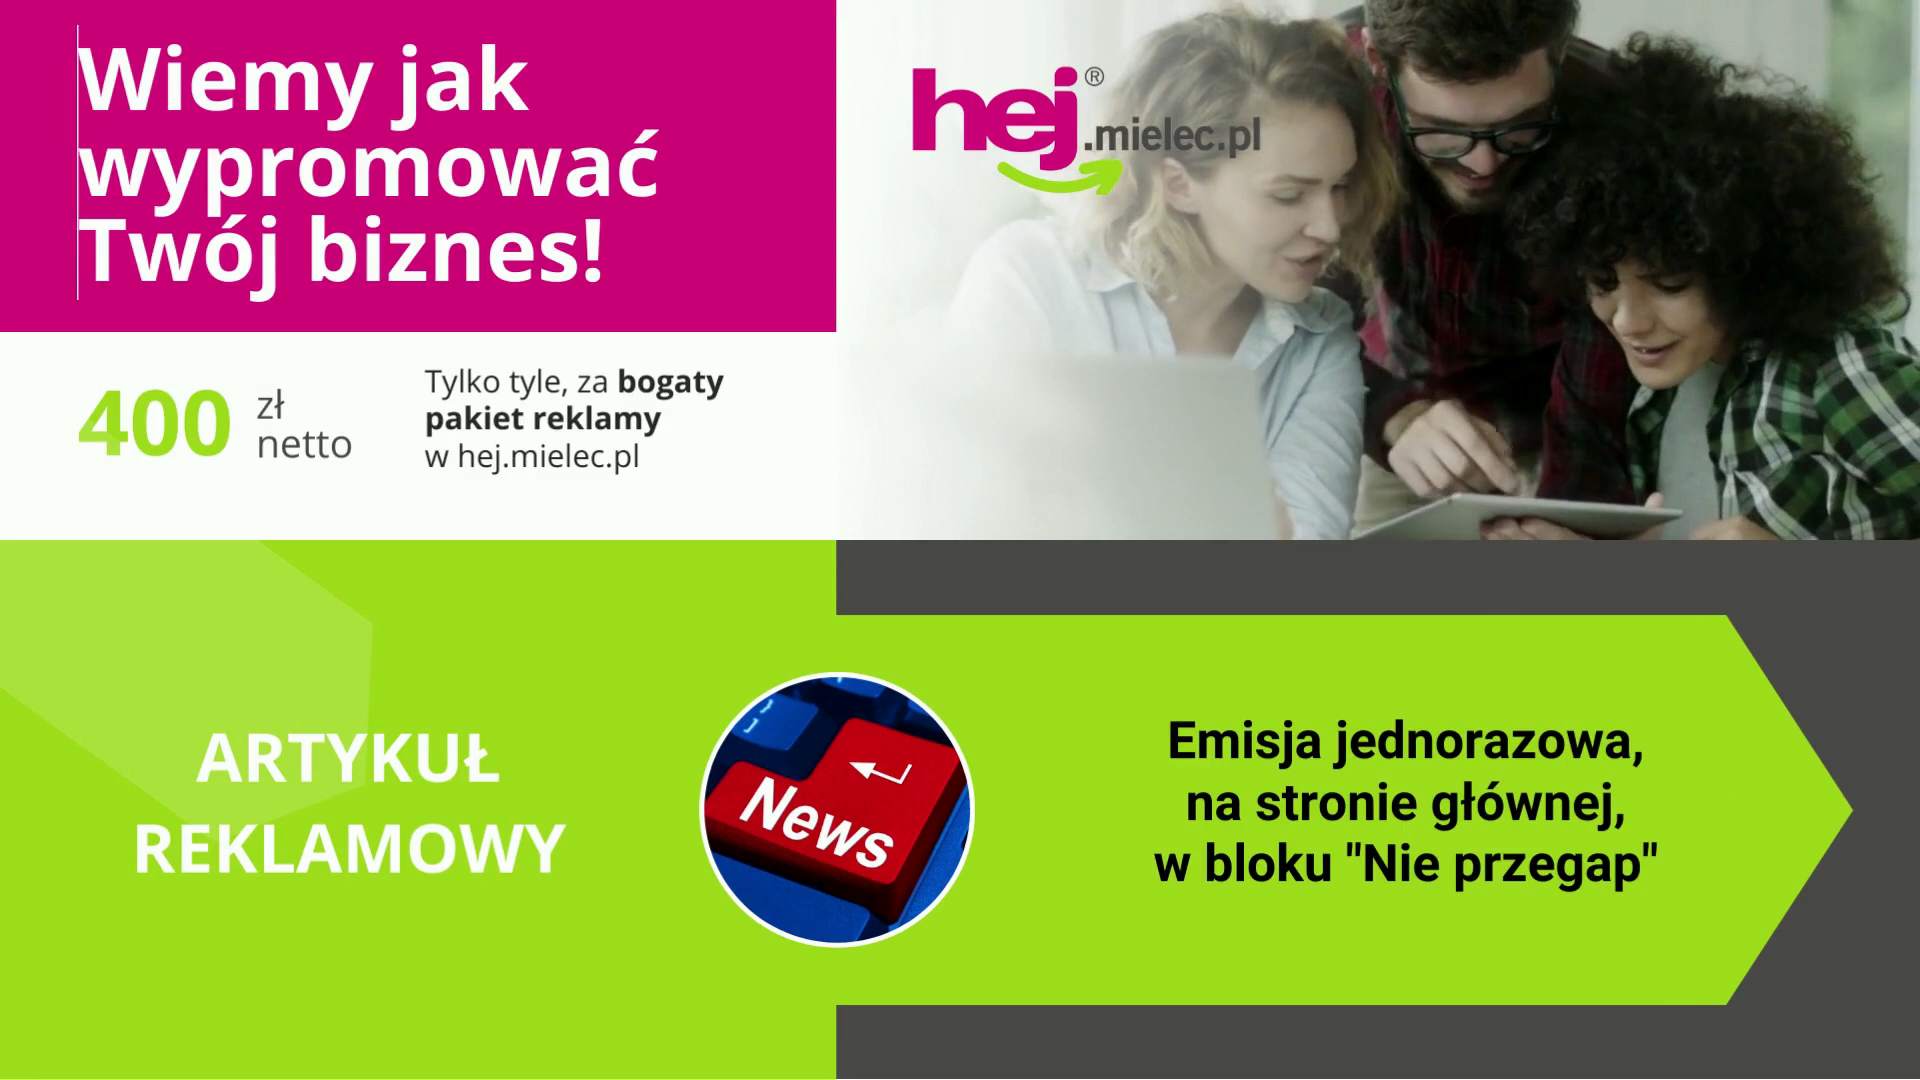 Wiemy jak
wypromować
Twój biznes!
hej®.mielec.pl
400 zł netto
Tylko tyle, za bogaty
pakiet reklamy
w hej.mielec.pl
ARTYKUŁ
REKLAMOWY
News
Emisja jednorazowa,
na stronie głównej,
w bloku "Nie przegap"